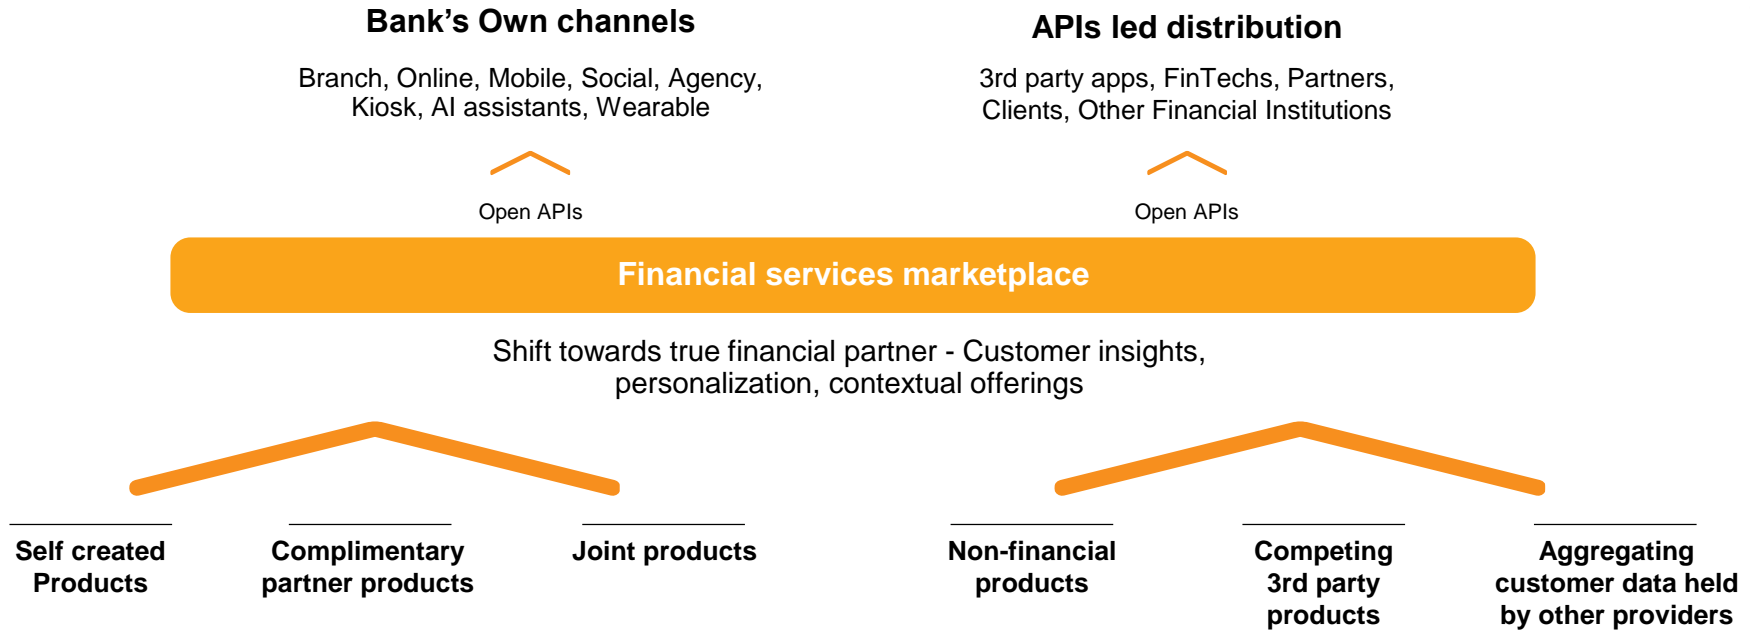 Bank’s Own channels
Branch, Online, Mobile, Social, Agency,
Kiosk, AI assistants, Wearable
APIs led distribution
3rd party apps, FinTechs, Partners,
Clients, Other Financial Institutions
Open APIs
Open APIs
Financial services marketplace
Shift towards true financial partner - Customer insights,
personalization, contextual offerings
Self created
Products
Complimentary
partner products
Joint products
Non-financial
products
Competing
3rd party
products
Aggregating
customer data held
by other providers